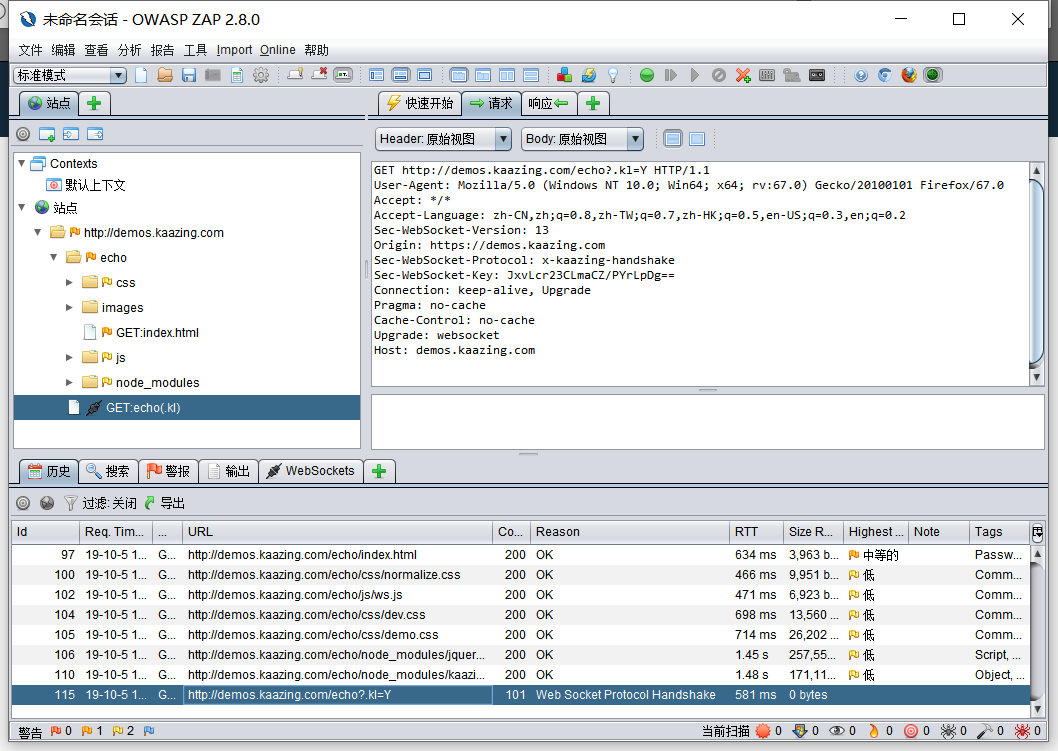 未命名会话 - OWASP ZAP 2.8.0
文件 编辑 查看 分析 报告 工具 Import Online 帮助
标准模式
站点
快速开始 请求 响应
Header: 原始视图 Body: 原始视图
Contexts
默认上下文
站点
http://demos.kaazing.com
echo
css
images
GET:index.html
js
node_modules
GET:echo(.kl)
GET http://demos.kaazing.com/echo?.kl=Y HTTP/1.1
User-Agent: Mozilla/5.0 (Windows NT 10.0; Win64; x64; rv:67.0) Gecko/20100101 Firefox/67.0
Accept: */*
Accept-Language: zh-CN,zh;q=0.8,zh-TW;q=0.7,zh-HK;q=0.5,en-US;q=0.3,en;q=0.2
Sec-WebSocket-Version: 13
Origin: https://demos.kaazing.com
Sec-WebSocket-Protocol: x-kaazing-handshake
Sec-WebSocket-Key: JxvLcr23CLmaCZ/PYrLpDg==
Connection: keep-alive, Upgrade
Pragma: no-cache
Cache-Control: no-cache
Upgrade: websocket
Host: demos.kaazing.com
历史 搜索 警报 输出 WebSockets
过滤: 关闭 导出
Id Req. Tim... ... URL Co... Reason RTT Size R... Highest ... Note Tags
97 19-10-5 1... G... http://demos.kaazing.com/echo/index.html 200 OK 634 ms 3,963 b... 中等的 Passw...
100 19-10-5 1... G... http://demos.kaazing.com/echo/css/normalize.css 200 OK 466 ms 9,951 b... 低 Comm...
102 19-10-5 1... G... http://demos.kaazing.com/echo/js/ws.js 200 OK 471 ms 6,923 b... 低 Comm...
104 19-10-5 1... G... http://demos.kaazing.com/echo/css/dev.css 200 OK 698 ms 13,560 ... 低 Comm...
105 19-10-5 1... G... http://demos.kaazing.com/echo/css/demo.css 200 OK 714 ms 26,202 ... 低 Comm...
106 19-10-5 1... G... http://demos.kaazing.com/echo/node_modules/jquer... 200 OK 1.45 s 257,55... 低 Script, ...
110 19-10-5 1... G... http://demos.kaazing.com/echo/node_modules/kaazi... 200 OK 1.48 s 171,11... 低 Object, ...
115 19-10-5 1... G... http://demos.kaazing.com/echo?.kl=Y 101 Web Socket Protocol Handshake 581 ms 0 bytes
警告 0 1 2 当前扫描 0 0 0 0 0 0 0 0